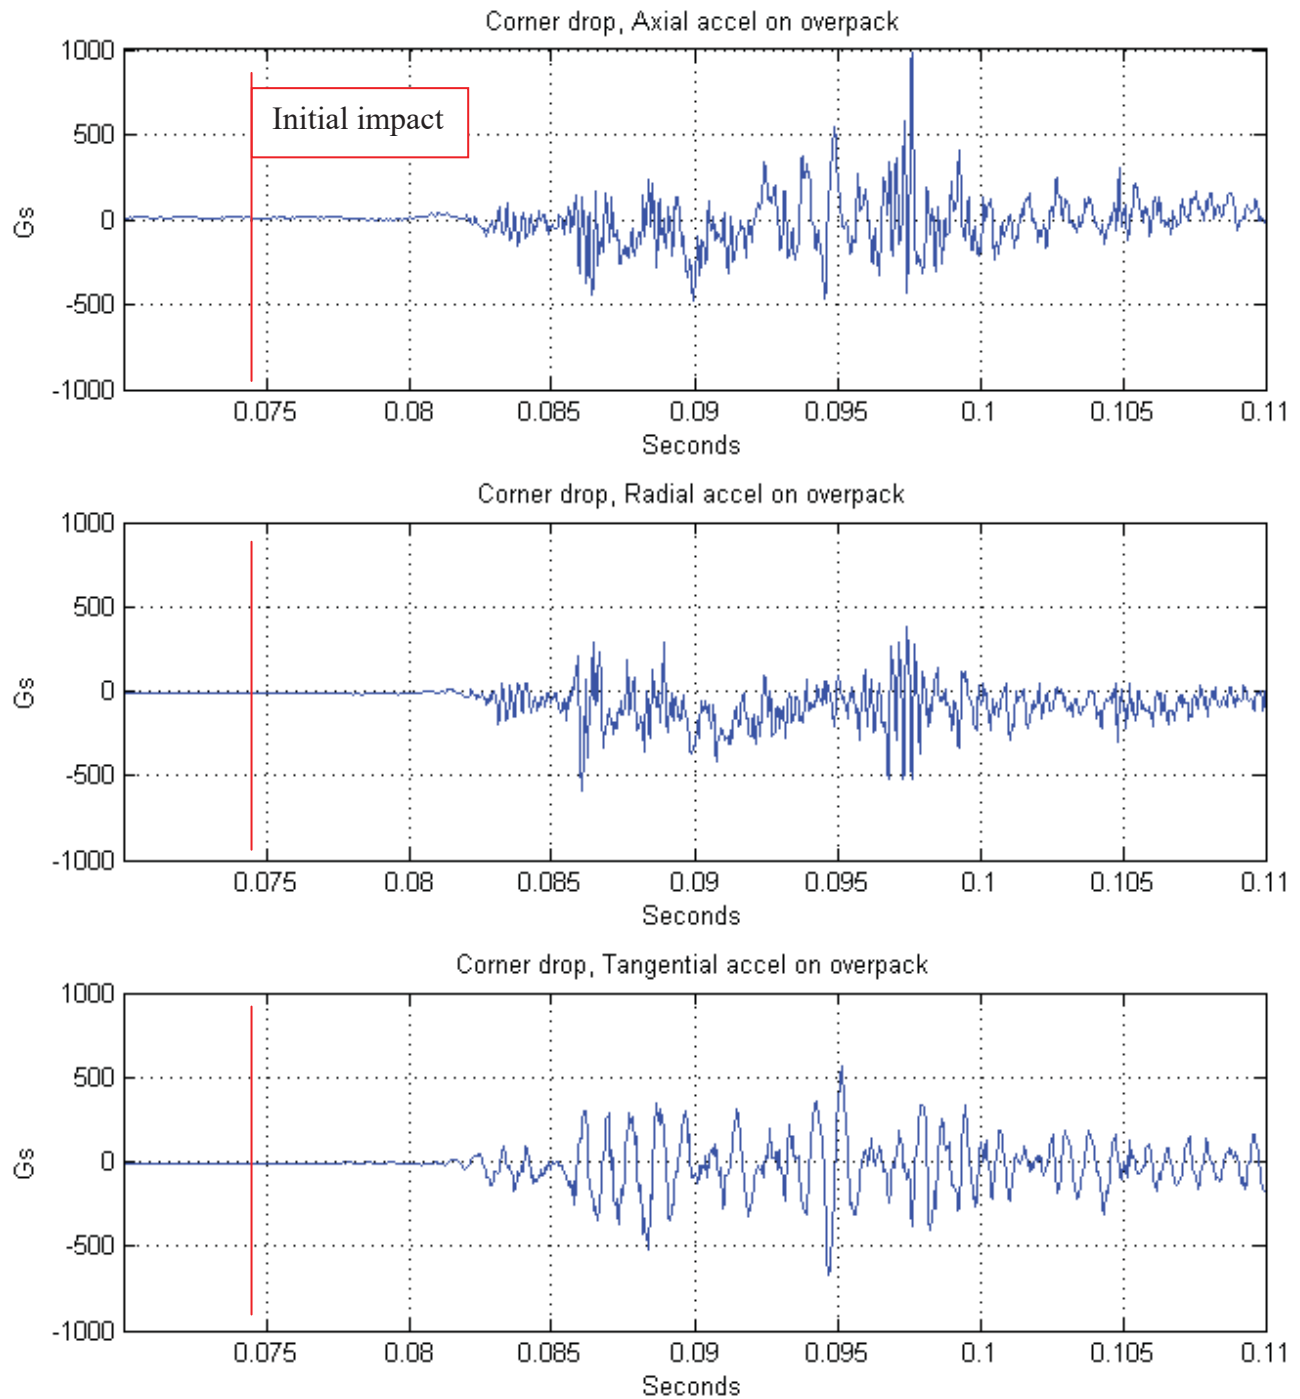 Corner drop, Axial accel on overpack
1000
Initial impact
500
0
-500
-1000
Gs
0.075 0.08 0.085 0.09 0.095 0.1 0.105 0.11
Seconds
Corner drop, Radial accel on overpack
1000
500
0
-500
-1000
Gs
0.075 0.08 0.085 0.09 0.095 0.1 0.105 0.11
Seconds
Corner drop, Tangential accel on overpack
1000
500
0
-500
-1000
Gs
0.075 0.08 0.085 0.09 0.095 0.1 0.105 0.11
Seconds